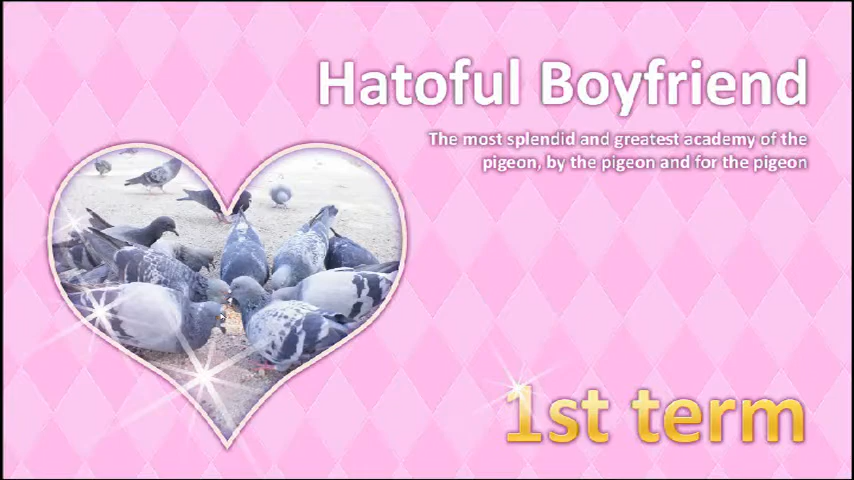 Hatoful Boyfriend
The most splendid and greatest academy of the
pigeon, by the pigeon and for the pigeon
1st term